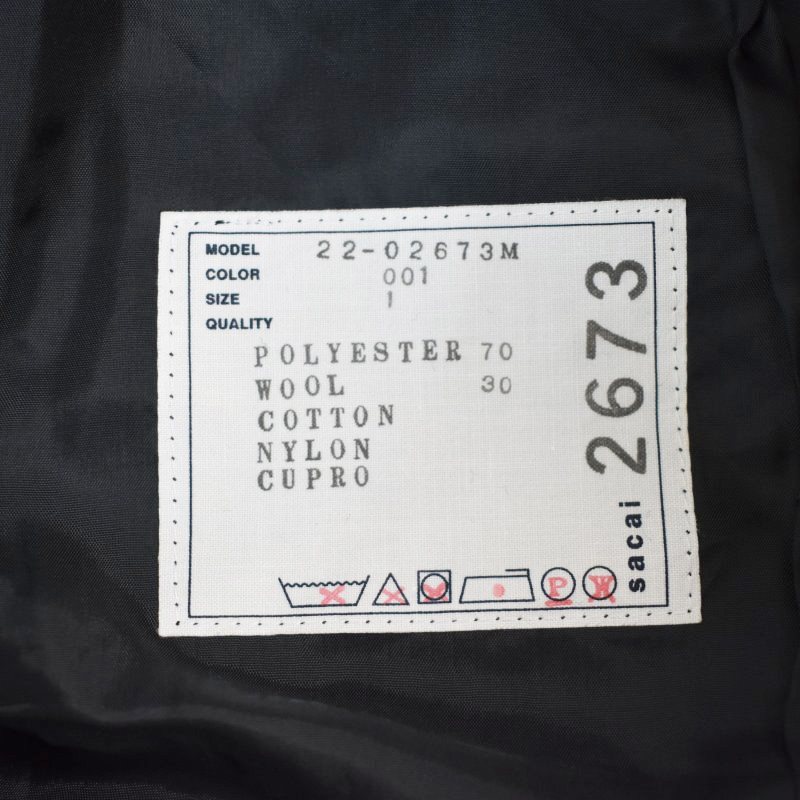 MODEL 22-02673M
COLOR 001
SIZE 1
QUALITY
POLYESTER 70
WOOL 30
COTTON
NYLON
CUPRO
P W
sacai 2673